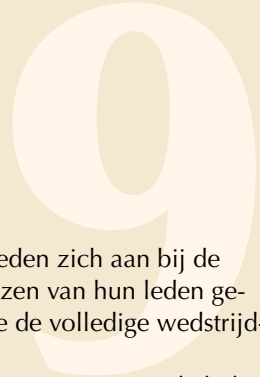 9
eden zich aan bij de
zen van hun leden ge-
e de volledige wedstrijd-